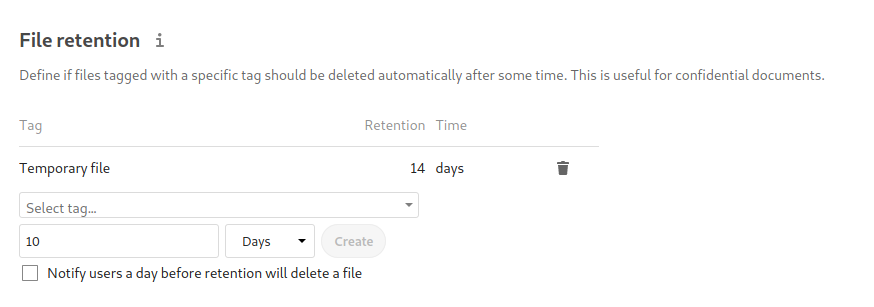 File retention i
Define if files tagged with a specific tag should be deleted automatically after some time. This is useful for confidential documents.
Tag Retention Time
Temporary file 14 days
Select tag...
10 Days Create
Notify users a day before retention will delete a file